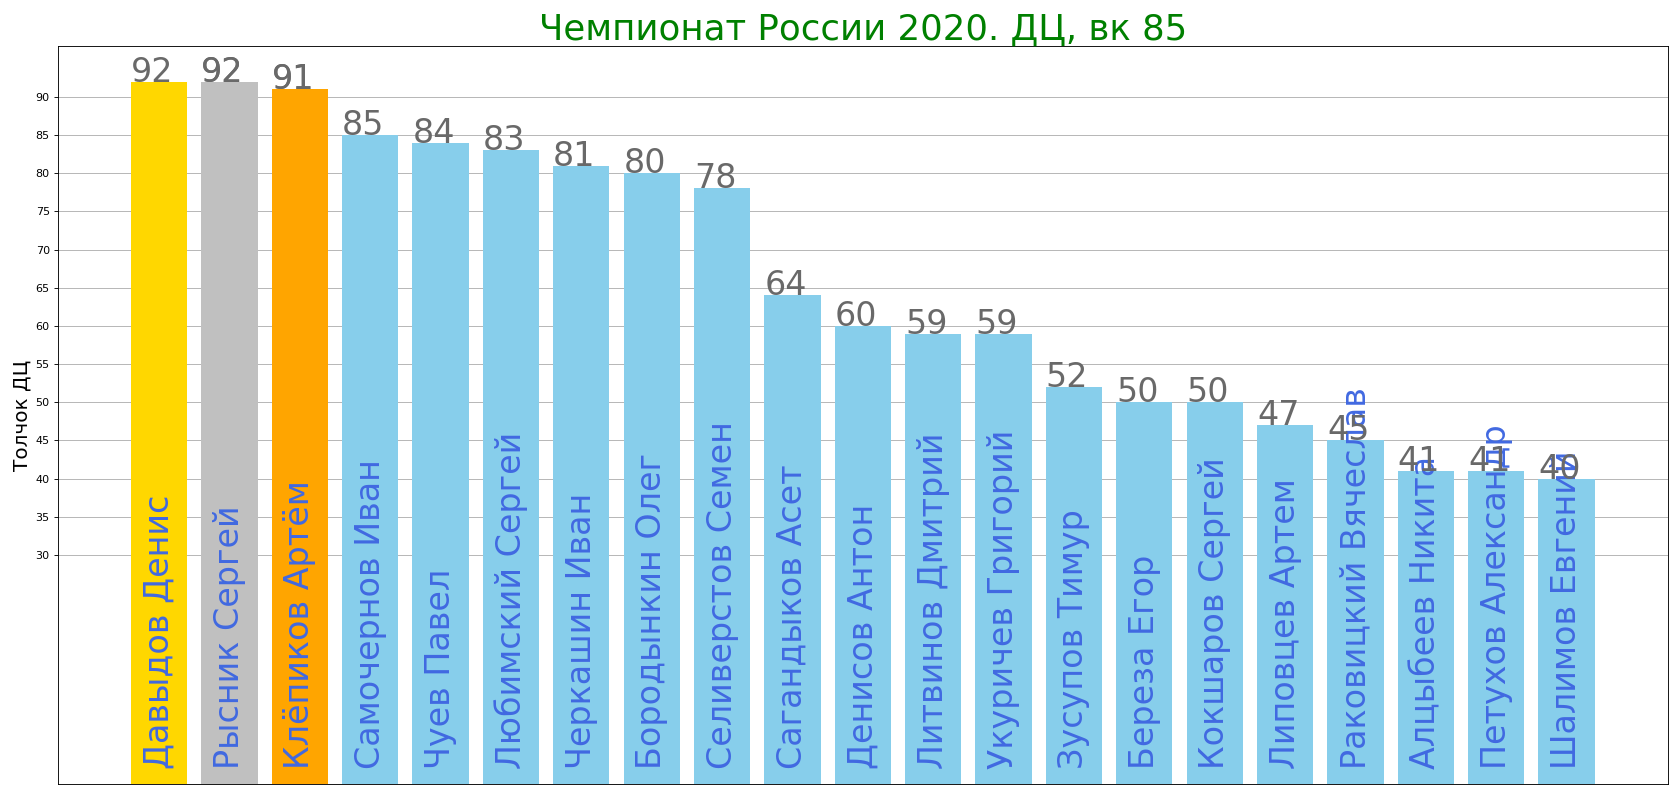 Чемпионат России 2020. ДЦ, вк 85
Толчок ДЦ
90
85
80
75
70
65
60
55
50
45
40
35
30
92
92
91
85
84
83
81
80
78
64
60
59
59
52
50
50
47
45
41
41
40
Давыдов Денис
Рысник Сергей
Клёпиков Артём
Самочернов Иван
Чуев Павел
Любимский Сергей
Черкашин Иван
Бородынкин Олег
Селиверстов Семен
Сагандыков Асет
Денисов Антон
Литвинов Дмитрий
Укуричев Григорий
Зусупов Тимур
Береза Егор
Кокшаров Сергей
Липовцев Артем
Раковицкий Вячеслав
Алцыбеев Никита
Петухов Александр
Шалимов Евгений